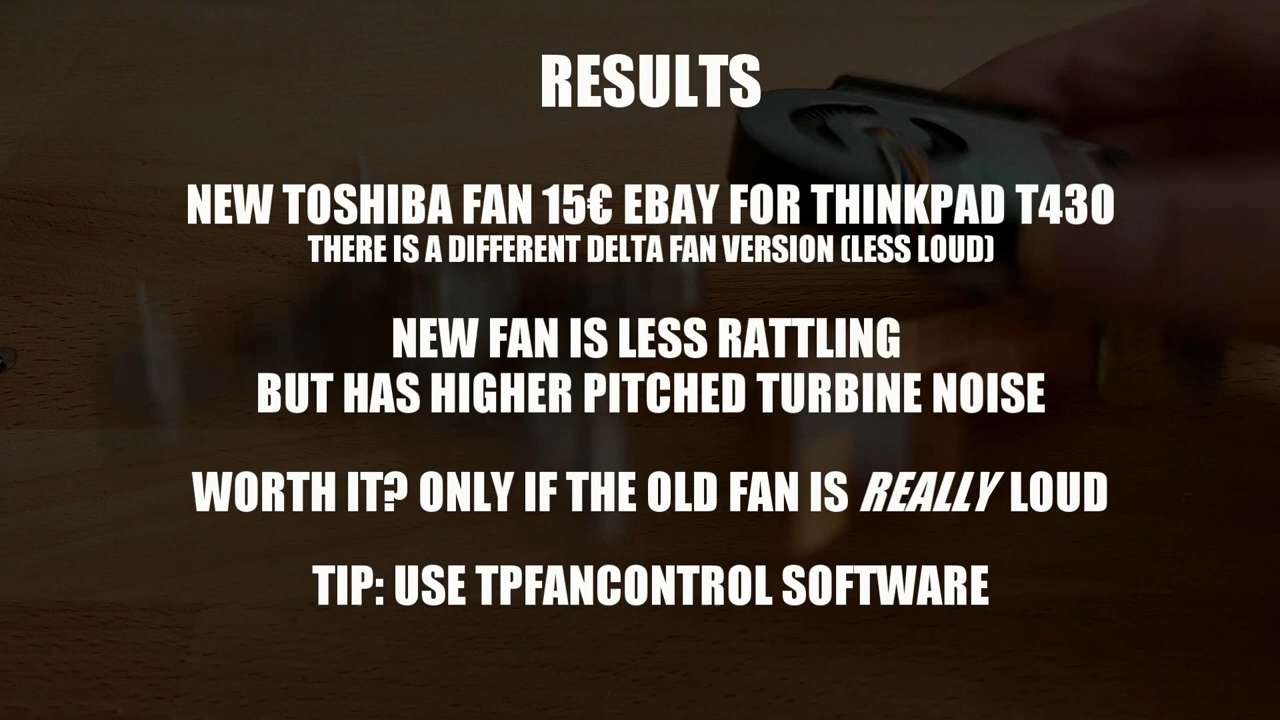 RESULTS
NEW TOSHIBA FAN 15€ EBAY FOR THINKPAD T430
THERE IS A DIFFERENT DELTA FAN VERSION (LESS LOUD)
NEW FAN IS LESS RATTLING
BUT HAS HIGHER PITCHED TURBINE NOISE
WORTH IT? ONLY IF THE OLD FAN IS REALLY LOUD
TIP: USE TPFANCONTROL SOFTWARE